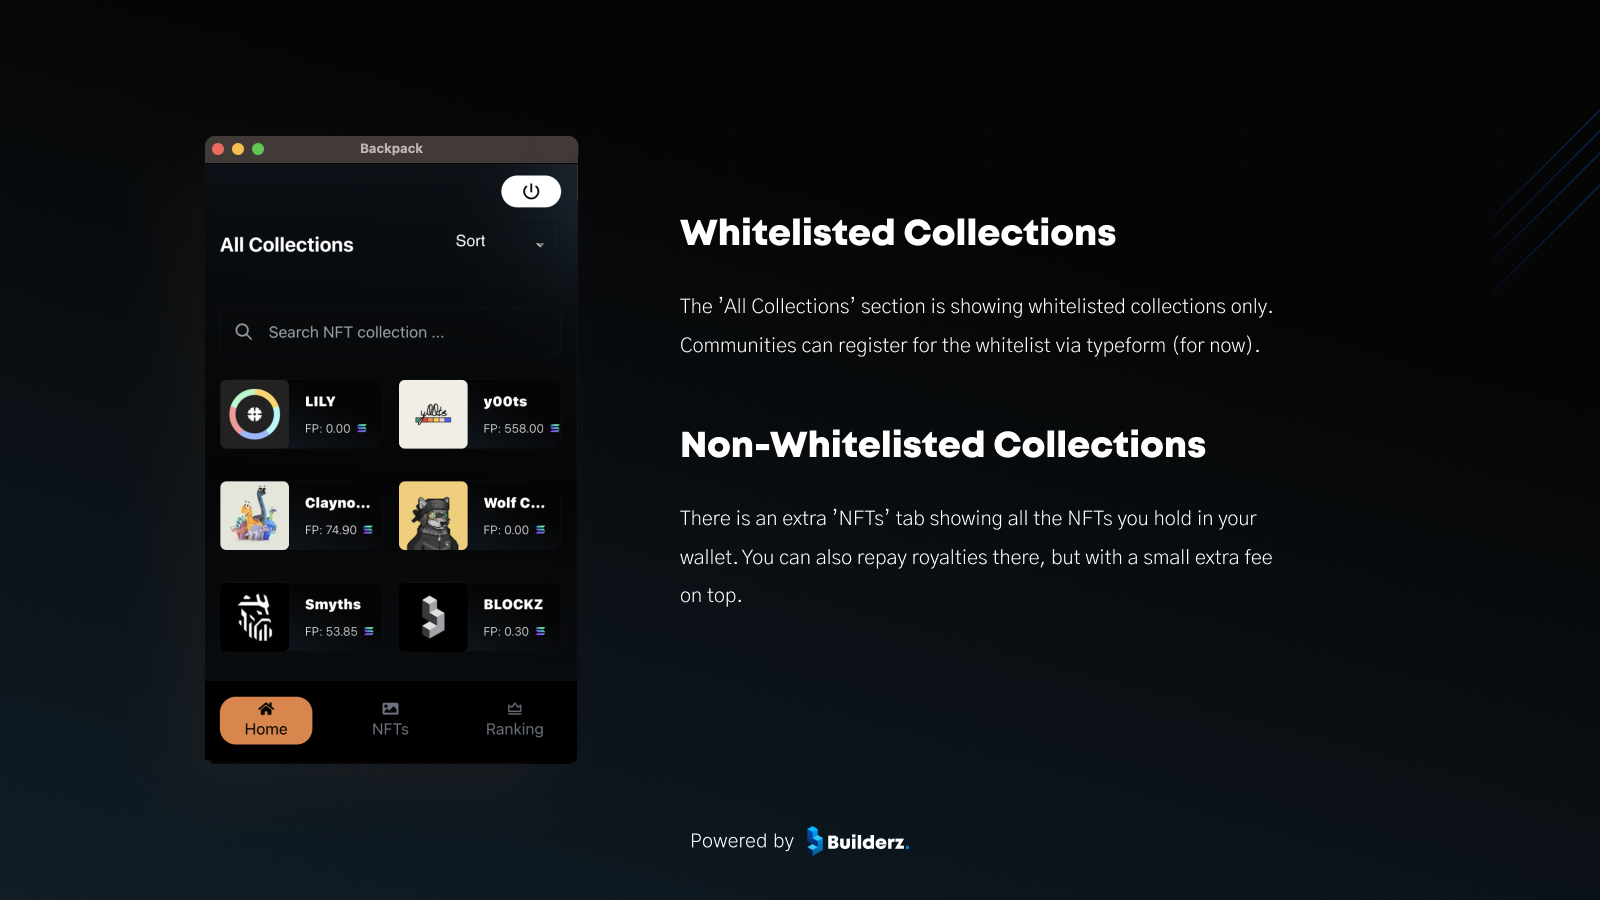 Backpack
All Collections
Sort
Search NFT collection ...
LILY
FP: 0.00
y00ts
y00ts
FP: 558.00
Clayno...
FP: 74.90
Wolf C...
FP: 0.00
Smyths
FP: 53.85
BLOCKZ
FP: 0.30
Home
NFTs
Ranking
Whitelisted Collections
The ’All Collections’ section is showing whitelisted collections only.
Communities can register for the whitelist via typeform (for now).
Non-Whitelisted Collections
There is an extra ’NFTs’ tab showing all the NFTs you hold in your
wallet. You can also repay royalties there, but with a small extra fee
on top.
Powered by Builderz.